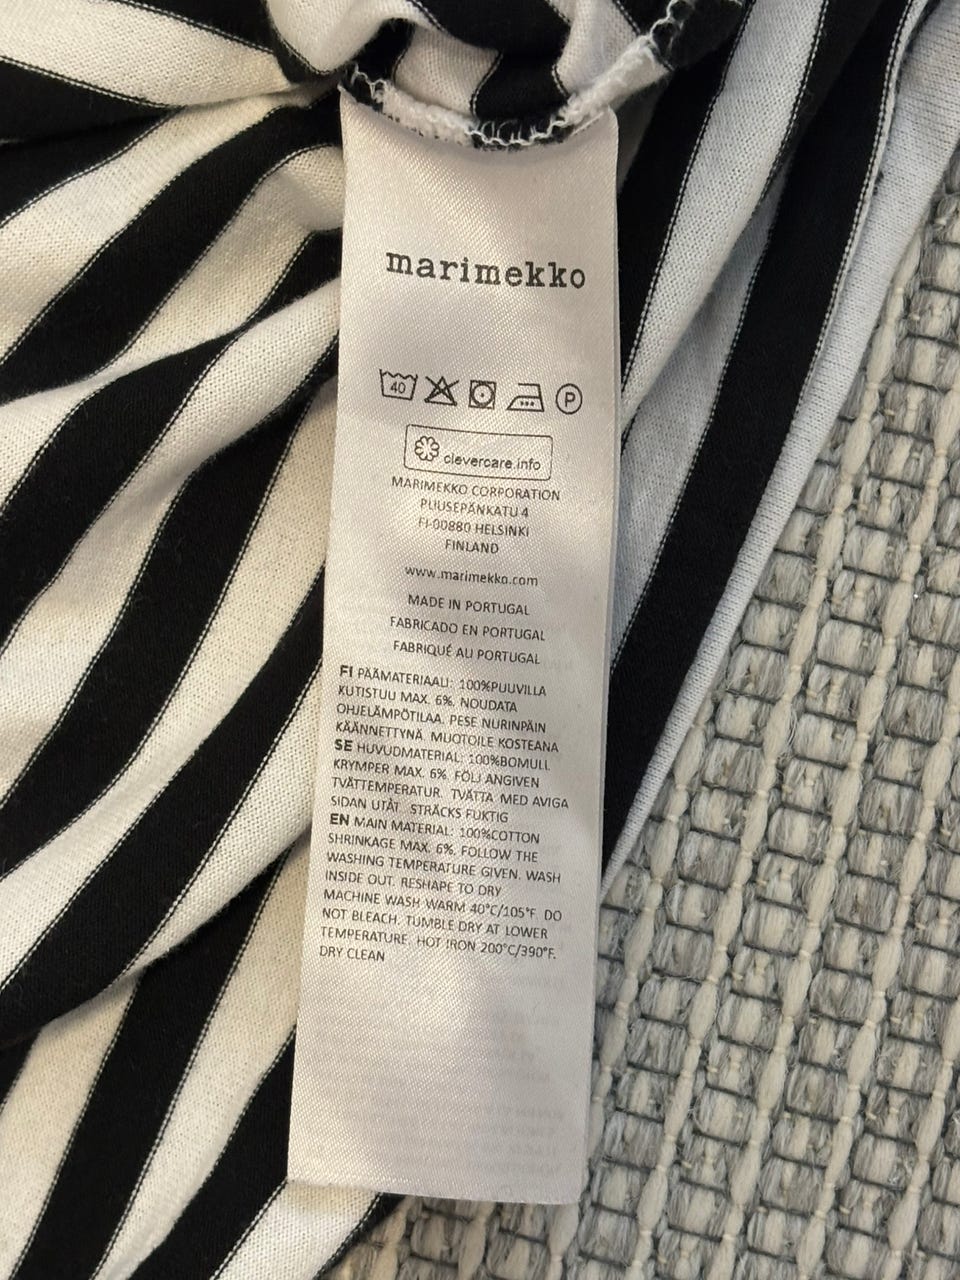 marimekko
40 P
clevercare.info
MARIMEKKO CORPORATION
PUUSEPÄNKATU 4
FI-00880 HELSINKI
FINLAND
www.marimekko.com
MADE IN PORTUGAL
FABRICADO EN PORTUGAL
FABRIQUÉ AU PORTUGAL
FI PÄÄMATERIAALI: 100%PUUVILLA
KUTISTUU MAX. 6%. NOUDATA
OHJELÄMPÖTILAA. PESE NURINPÄIN
KÄÄNNETTYNÄ. MUOTOILE KOSTEANA
SE HUVUDMATERIAL: 100%BOMULL
KRYMPER MAX. 6%. FÖLJ ANGIVEN
TVÄTTEMPERATUR. TVÄTTA MED AVIGA
SIDAN UTÅT. STRÄCKS FUKTIG
EN MAIN MATERIAL: 100%COTTON
SHRINKAGE MAX. 6%. FOLLOW THE
WASHING TEMPERATURE GIVEN. WASH
INSIDE OUT. RESHAPE TO DRY
MACHINE WASH WARM 40°C/105°F. DO
NOT BLEACH. TUMBLE DRY AT LOWER
TEMPERATURE. HOT IRON 200°C/390°F.
DRY CLEAN